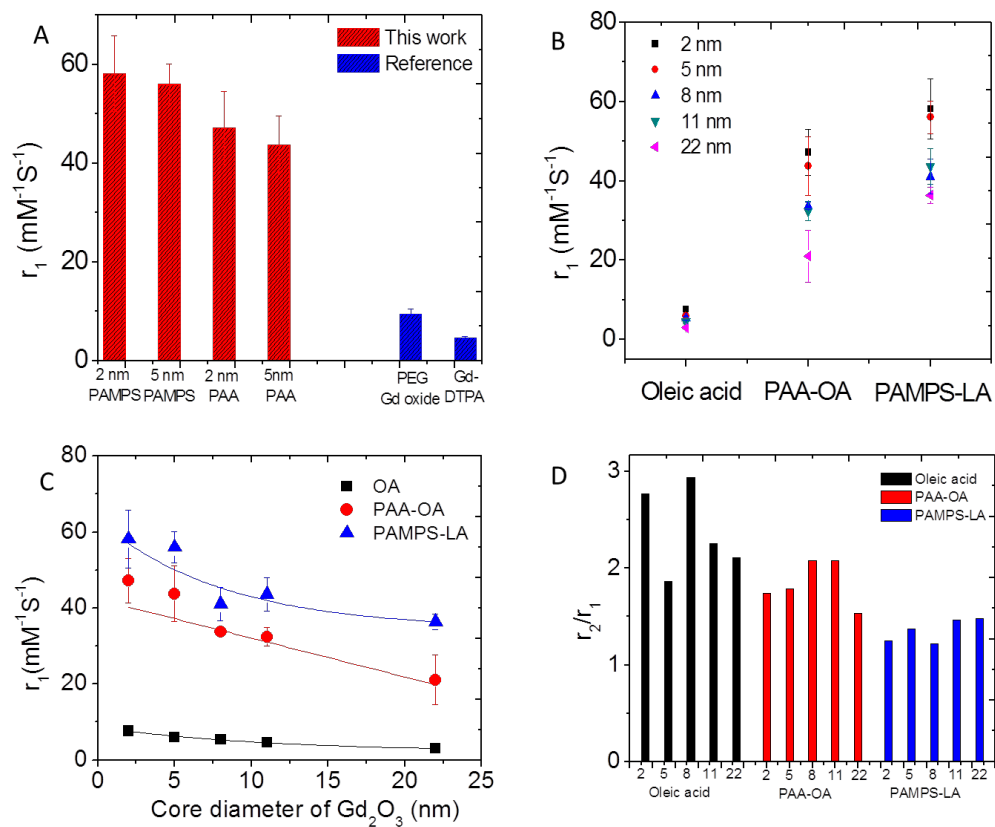 A
This work
Reference
r₁ (mM⁻¹S⁻¹)
60
40
20
0
2 nm PAMPS
5 nm PAMPS
2 nm PAA
5nm PAA
PEG Gd oxide
Gd-DTPA
B
2 nm
5 nm
8 nm
11 nm
22 nm
r₁ (mM⁻¹S⁻¹)
80
60
40
20
0
Oleic acid
PAA-OA
PAMPS-LA
C
OA
PAA-OA
PAMPS-LA
r₁(mM⁻¹S⁻¹)
80
60
40
20
0
0 5 10 15 20 25
Core diameter of Gd₂O₃ (nm)
D
Oleic acid
PAA-OA
PAMPS-LA
r₂/r₁
3
2
1
0
2 5 8 11 22 2 5 8 11 22 2 5 8 11 22
Oleic acid PAA-OA PAMPS-LA